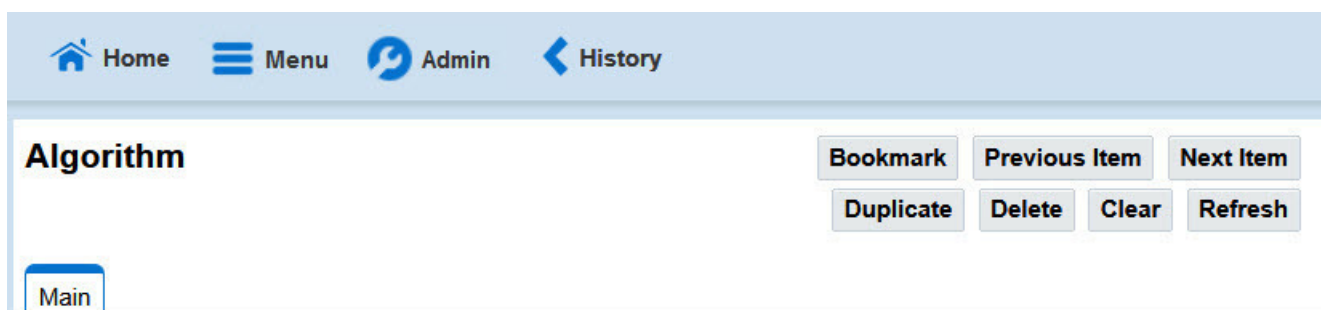 Home Menu Admin History
Algorithm
Bookmark Previous Item Next Item
Duplicate Delete Clear Refresh
Main